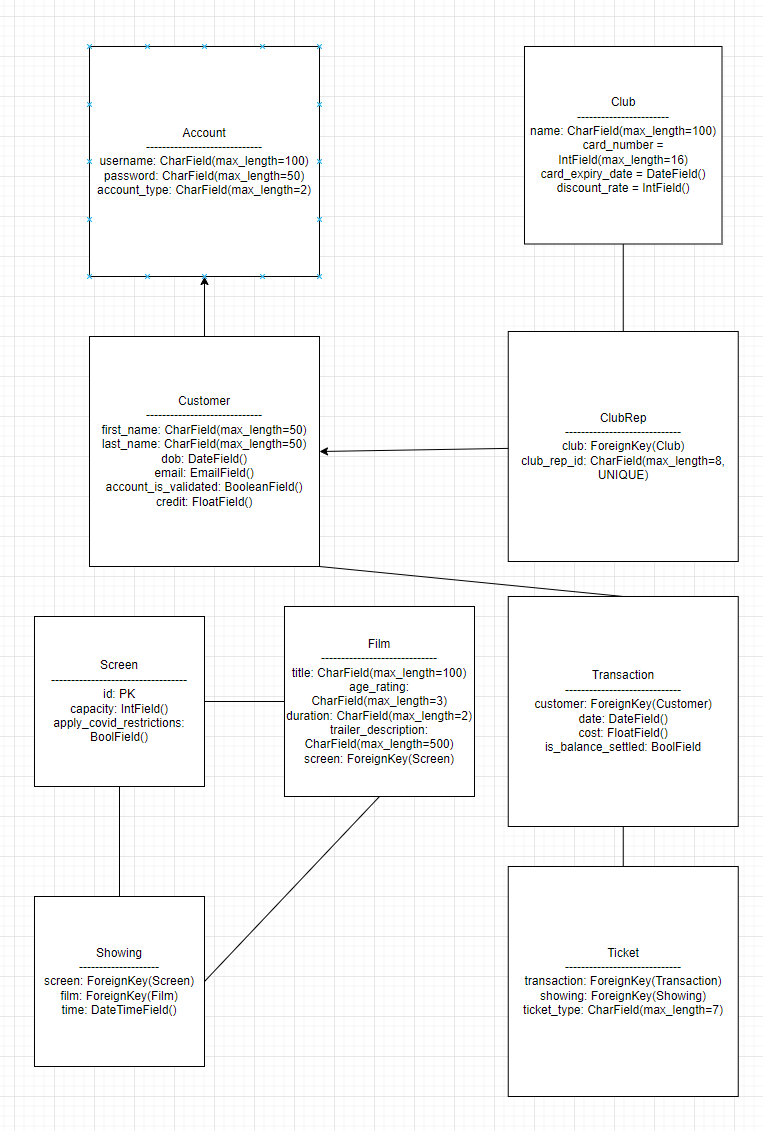 Account
-----------------------------
username: CharField(max_length=100)
password: CharField(max_length=50)
account_type: CharField(max_length=2)
Club
-----------------------
name: CharField(max_length=100)
card_number =
IntField(max_length=16)
card_expiry_date = DateField()
discount_rate = IntField()
Customer
-----------------------------
first_name: CharField(max_length=50)
last_name: CharField(max_length=50)
dob: DateField()
email: EmailField()
account_is_validated: BooleanField()
credit: FloatField()
ClubRep
-----------------------------
club: ForeignKey(Club)
club_rep_id: CharField(max_length=8,
UNIQUE)
Screen
----------------------------------
id: PK
capacity: IntField()
apply_covid_restrictions:
BoolField()
Film
-----------------------------
title: CharField(max_length=100)
age_rating:
CharField(max_length=3)
duration: CharField(max_length=2)
trailer_description:
CharField(max_length=500)
screen: ForeignKey(Screen)
Transaction
-----------------------------
customer: ForeignKey(Customer)
date: DateField()
cost: FloatField()
is_balance_settled: BoolField
Showing
--------------------
screen: ForeignKey(Screen)
film: ForeignKey(Film)
time: DateTimeField()
Ticket
-----------------------------
transaction: ForeignKey(Transaction)
showing: ForeignKey(Showing)
ticket_type: CharField(max_length=7)